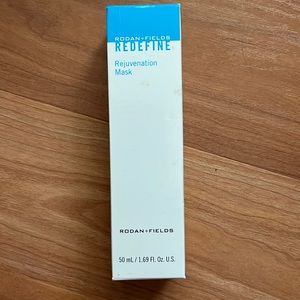 RODAN+FIELDS
REDEFINE
Rejuvenation
Mask
RODAN+FIELDS
50 mL / 1.69 Fl. Oz. U.S.